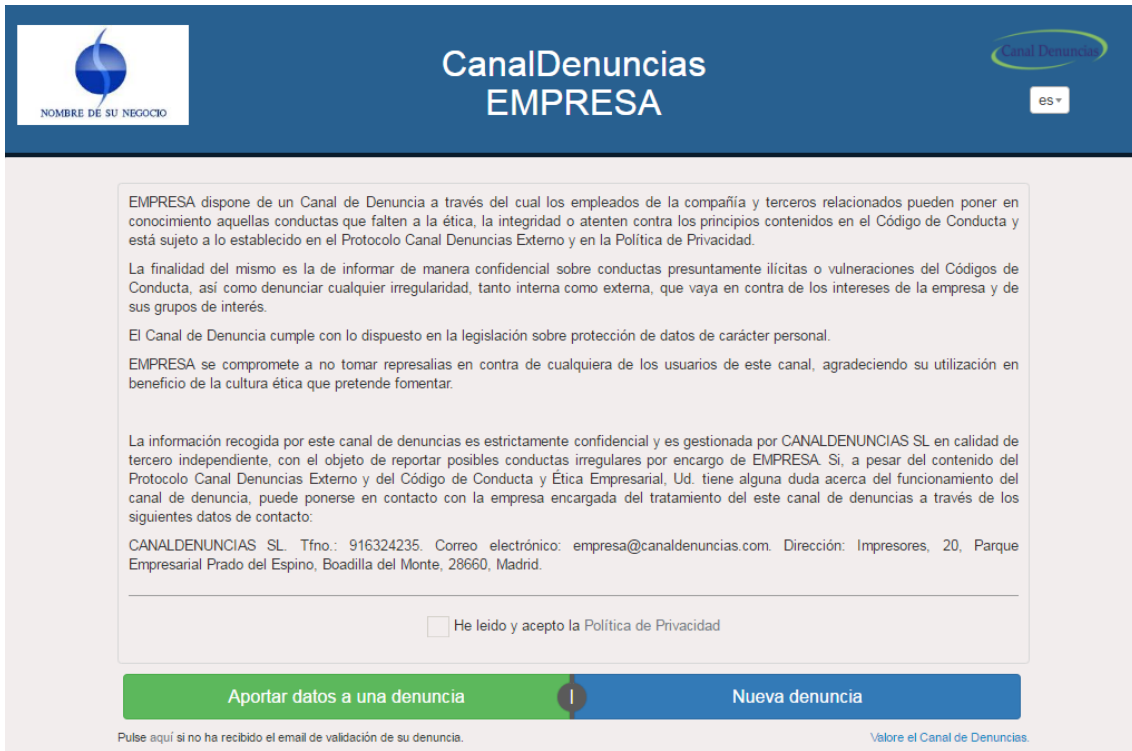 NOMBRE DE SU NEGOCIO
CanalDenuncias
EMPRESA
Canal Denuncias
es
EMPRESA dispone de un Canal de Denuncia a través del cual los empleados de la compañía y terceros relacionados pueden poner en
conocimiento aquellas conductas que falten a la ética, la integridad o atenten contra los principios contenidos en el Código de Conducta y
está sujeto a lo establecido en el Protocolo Canal Denuncias Externo y en la Política de Privacidad.
La finalidad del mismo es la de informar de manera confidencial sobre conductas presuntamente ilícitas o vulneraciones del Códigos de
Conducta, así como denunciar cualquier irregularidad, tanto interna como externa, que vaya en contra de los intereses de la empresa y de
sus grupos de interés.
El Canal de Denuncia cumple con lo dispuesto en la legislación sobre protección de datos de carácter personal.
EMPRESA se compromete a no tomar represalias en contra de cualquiera de los usuarios de este canal, agradeciendo su utilización en
beneficio de la cultura ética que pretende fomentar.
La información recogida por este canal de denuncias es estrictamente confidencial y es gestionada por CANALDENUNCIAS SL en calidad de
tercero independiente, con el objeto de reportar posibles conductas irregulares por encargo de EMPRESA. Si, a pesar del contenido del
Protocolo Canal Denuncias Externo y del Código de Conducta y Ética Empresarial, Ud. tiene alguna duda acerca del funcionamiento del
canal de denuncia, puede ponerse en contacto con la empresa encargada del tratamiento del este canal de denuncias a través de los
siguientes datos de contacto:
CANALDENUNCIAS SL. Tfno.: 916324235. Correo electrónico: empresa@canaldenuncias.com. Dirección: Impresores, 20, Parque
Empresarial Prado del Espino, Boadilla del Monte, 28660, Madrid.
He leido y acepto la Política de Privacidad
Aportar datos a una denuncia
I
Nueva denuncia
Pulse aquí si no ha recibido el email de validación de su denuncia.
Valore el Canal de Denuncias.